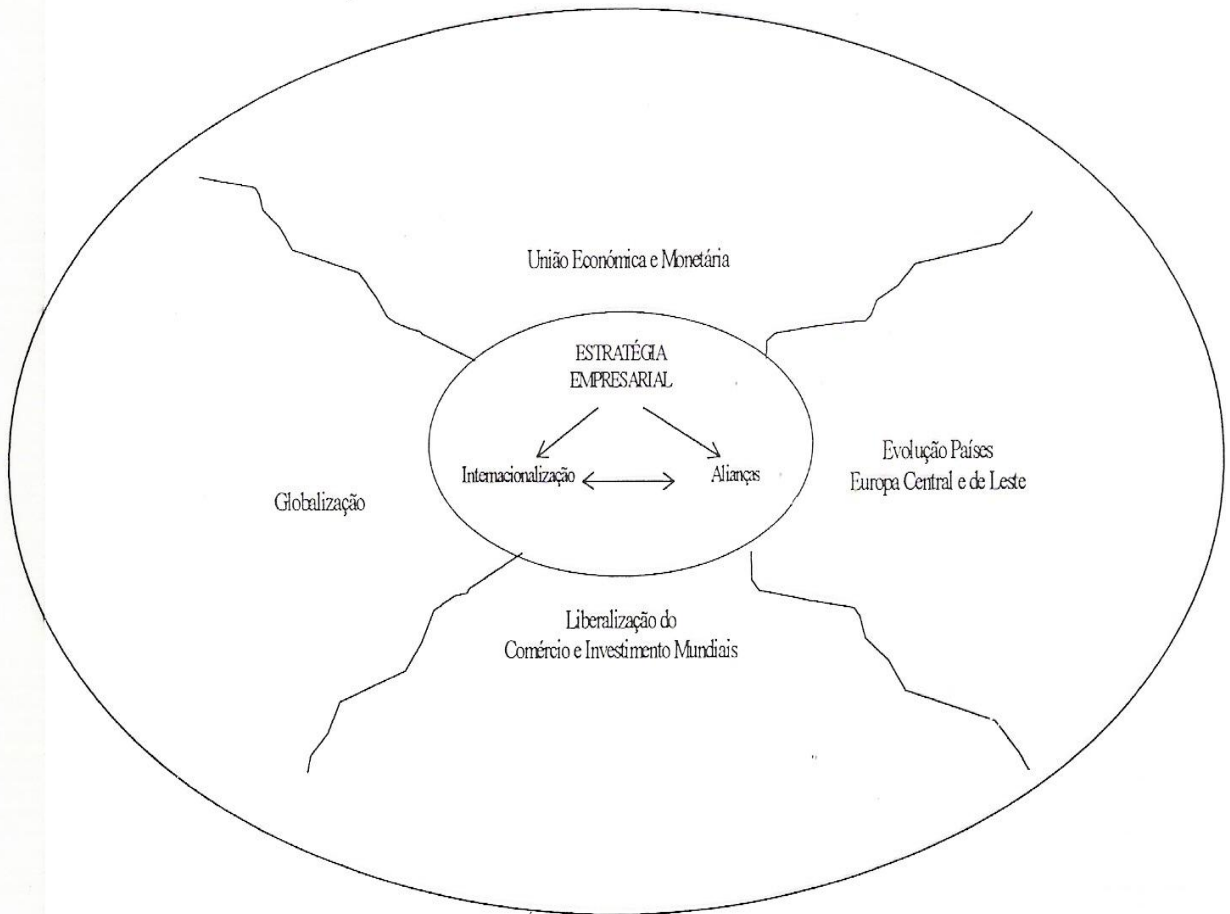 União Económica e Monetária
ESTRATÉGIA
EMPRESARIAL
Internacionalização
Alianças
Globalização
Evolução Países
Europa Central e de Leste
Liberalização do
Comércio e Investimento Mundiais